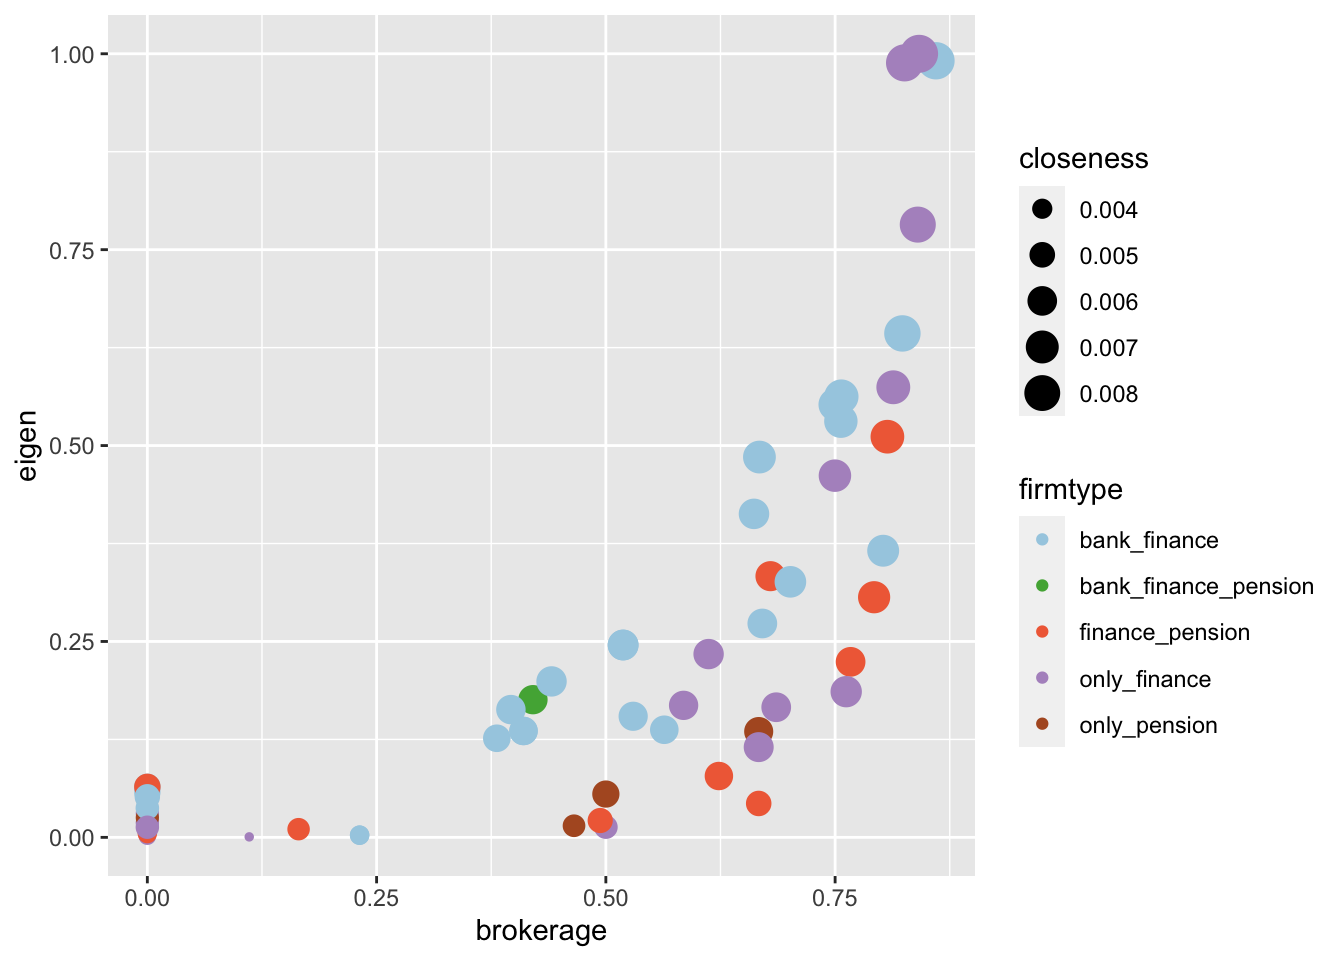 1.00
0.75
0.50
0.25
0.00
eigen
0.00 0.25 0.50 0.75
brokerage
closeness
0.004
0.005
0.006
0.007
0.008
firmtype
bank_finance
bank_finance_pension
finance_pension
only_finance
only_pension